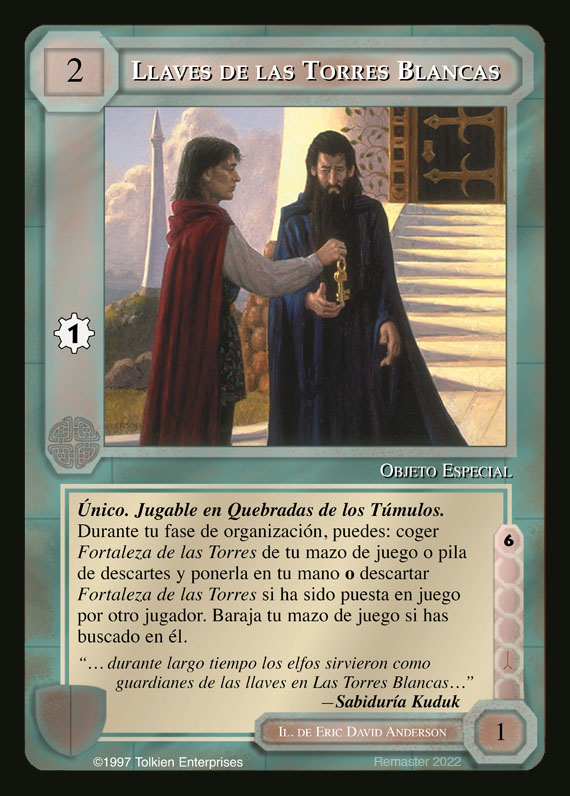 2
Llaves de las Torres Blancas
1
Objeto Especial
Único. Jugable en Quebradas de los Túmulos.
Durante tu fase de organización, puedes: coger
Fortaleza de las Torres de tu mazo de juego o pila
de descartes y ponerla en tu mano o descartar
Fortaleza de las Torres si ha sido puesta en juego
por otro jugador. Baraja tu mazo de juego si has
buscado en él.
6
“… durante largo tiempo los elfos sirvieron como
guardianes de las llaves en Las Torres Blancas…”
—Sabiduría Kuduk
Il. de Eric David Anderson
1
©1997 Tolkien Enterprises
Remaster 2022